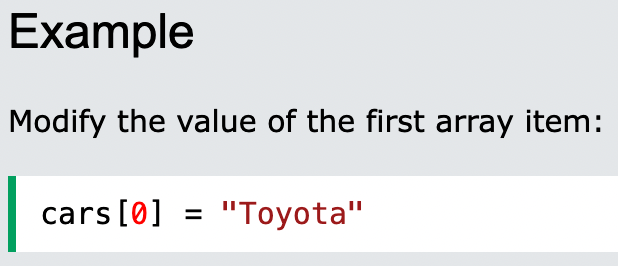 Example
Modify the value of the first array item:
cars[0] = "Toyota"